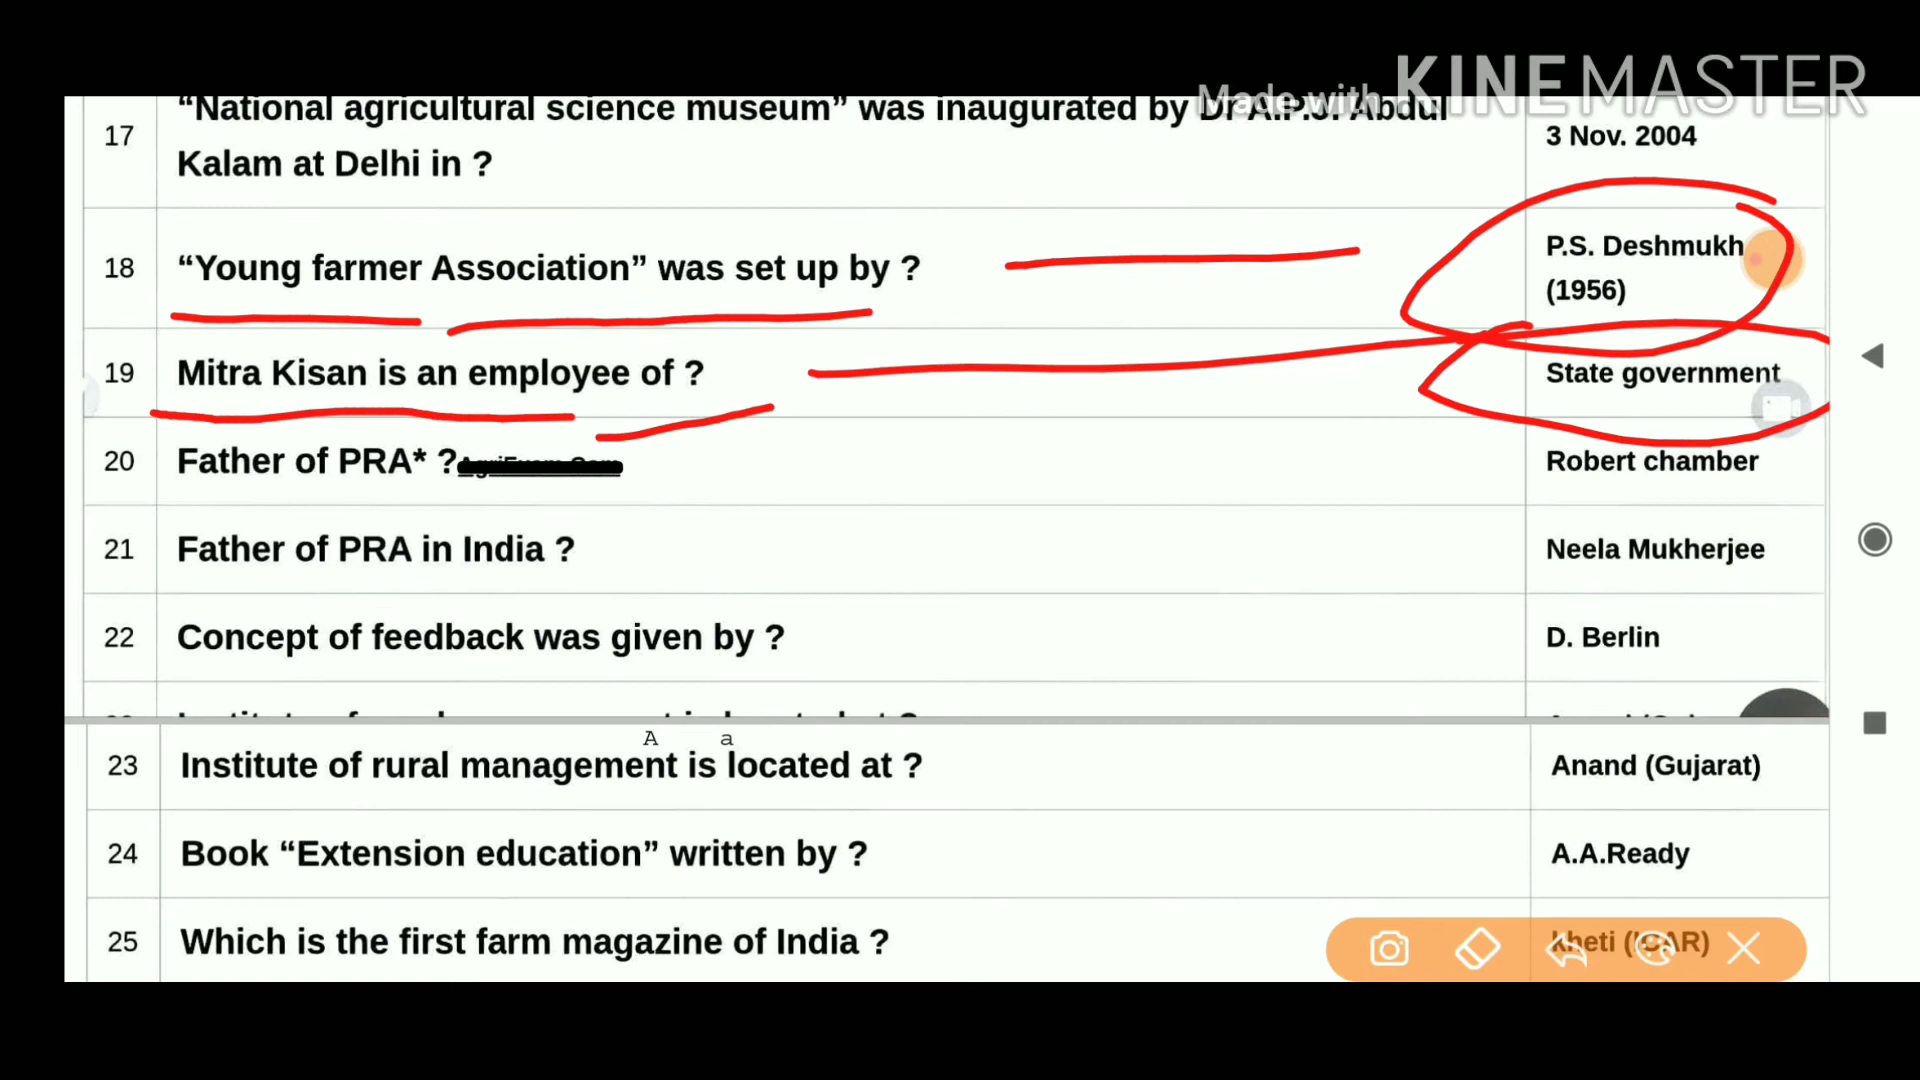 Made with KINEMASTER
17 “National agricultural science museum” was inaugurated by Dr A.P.J. Abdul
Kalam at Delhi in ? 3 Nov. 2004
18 “Young farmer Association” was set up by ? P.S. Deshmukh
(1956)
19 Mitra Kisan is an employee of ? State government
20 Father of PRA* ? Robert chamber
21 Father of PRA in India ? Neela Mukherjee
22 Concept of feedback was given by ? D. Berlin
A a
23 Institute of rural management is located at ? Anand (Gujarat)
24 Book “Extension education” written by ? A.A.Ready
25 Which is the first farm magazine of India ? kheti (ICAR)